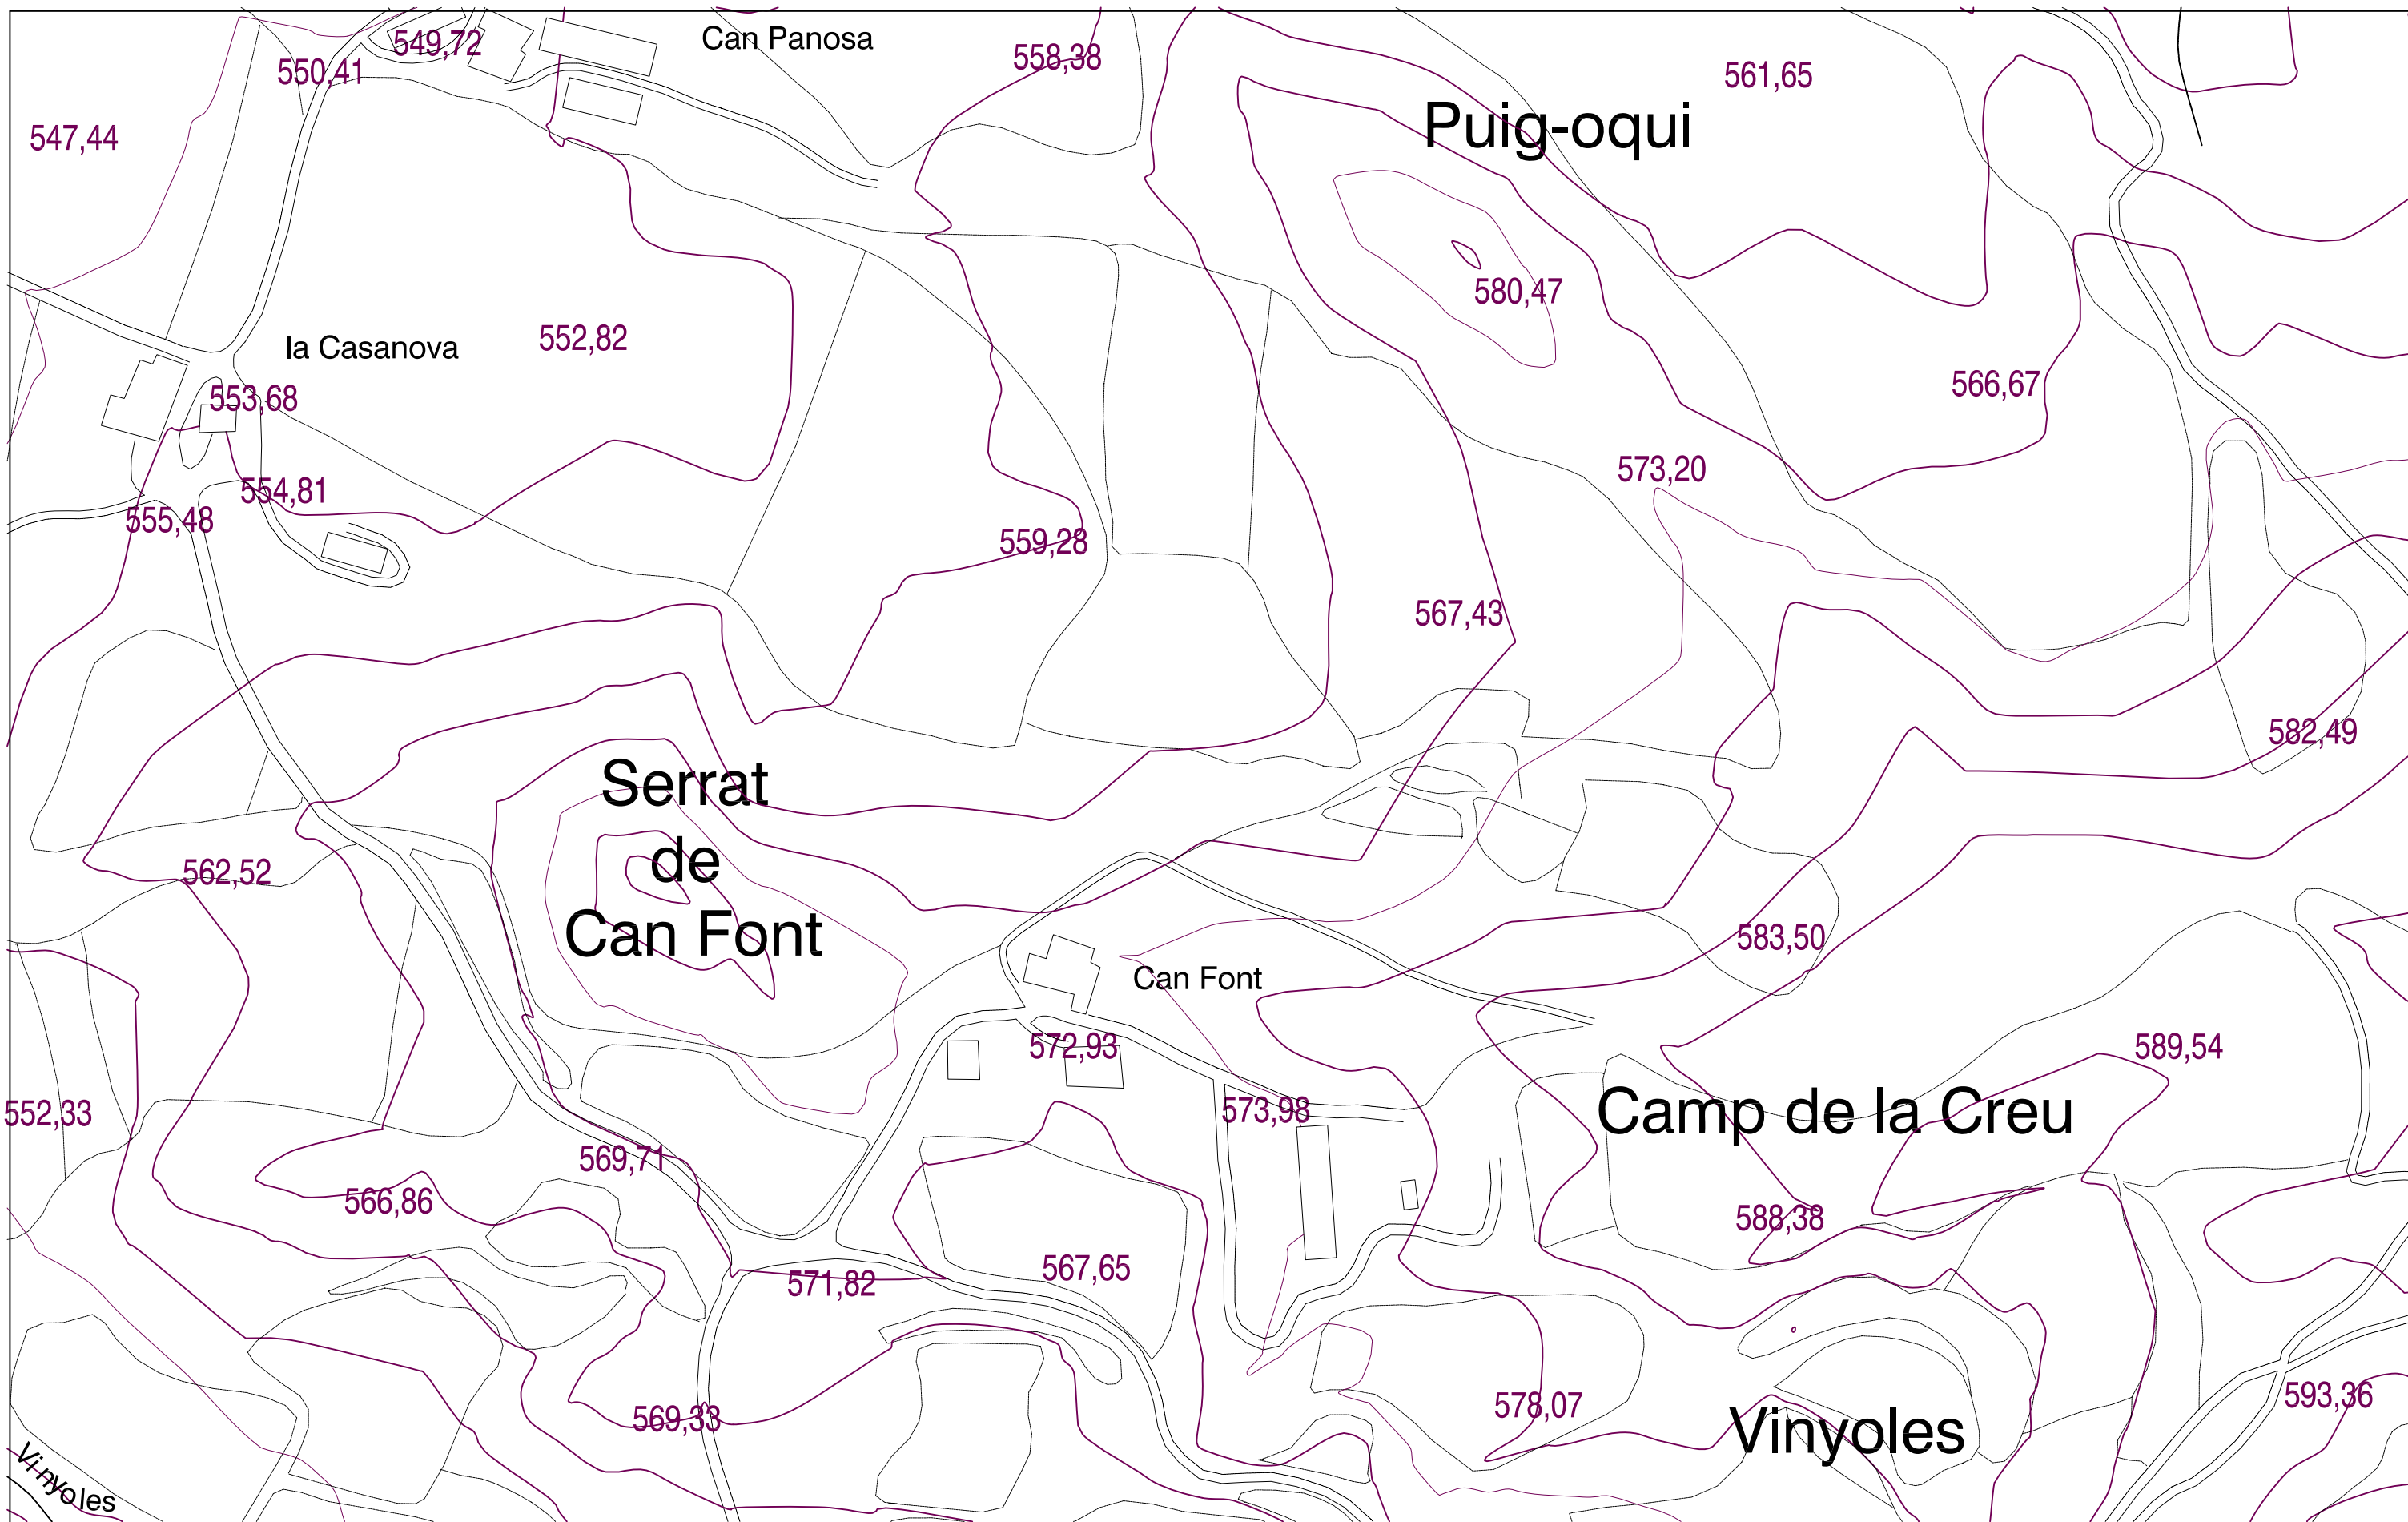 Can Panosa
549,72
558,38
550,41
561,65
547,44
Puig-oqui
580,47
552,82
la Casanova
566,67
553,68
573,20
554,81
555,48
559,28
567,43
582,49
Serrat
de
Can Font
562,52
583,50
Can Font
572,93
589,54
552,33
573,98
Camp de la Creu
569,71
566,86
588,38
567,65
571,82
593,36
578,07
569,33
Vinyoles
Vinyoles